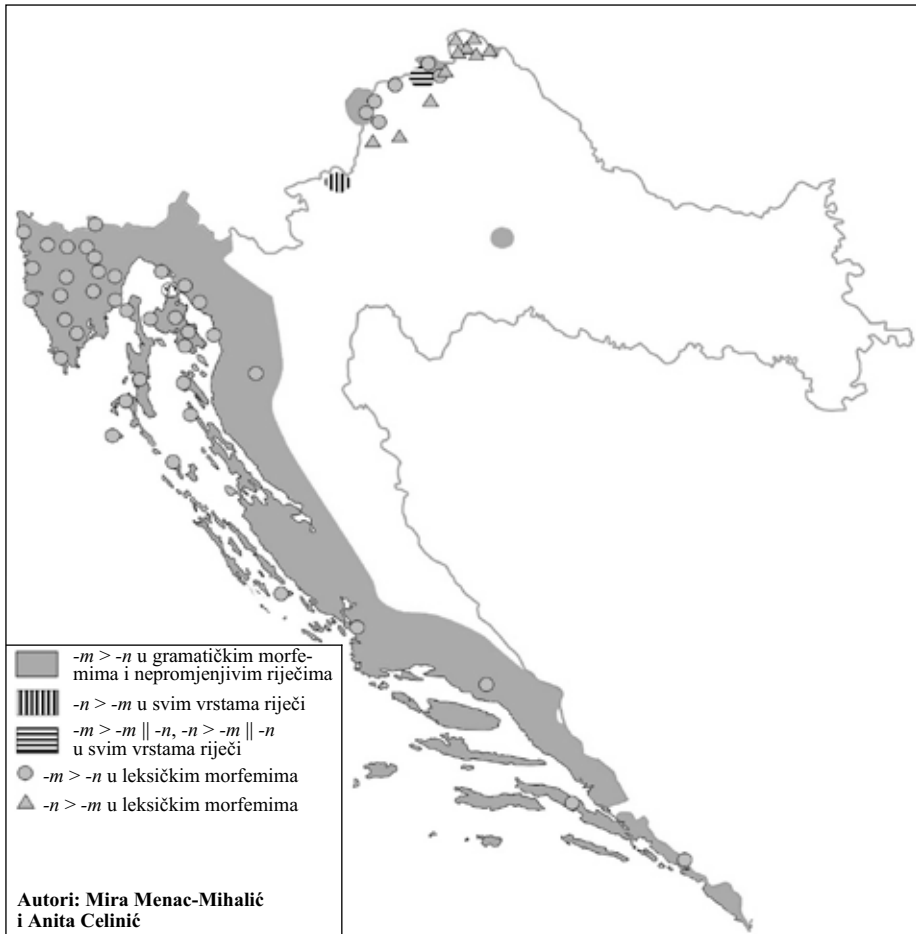 -m > -n u gramatičkim morfe-
mima i nepromjenjivim riječima
-n > -m u svim vrstama riječi
-m > -m || -n, -n > -m || -n
u svim vrstama riječi
-m > -n u leksičkim morfemima
-n > -m u leksičkim morfemima
Autori: Mira Menac-Mihalić
i Anita Celinić